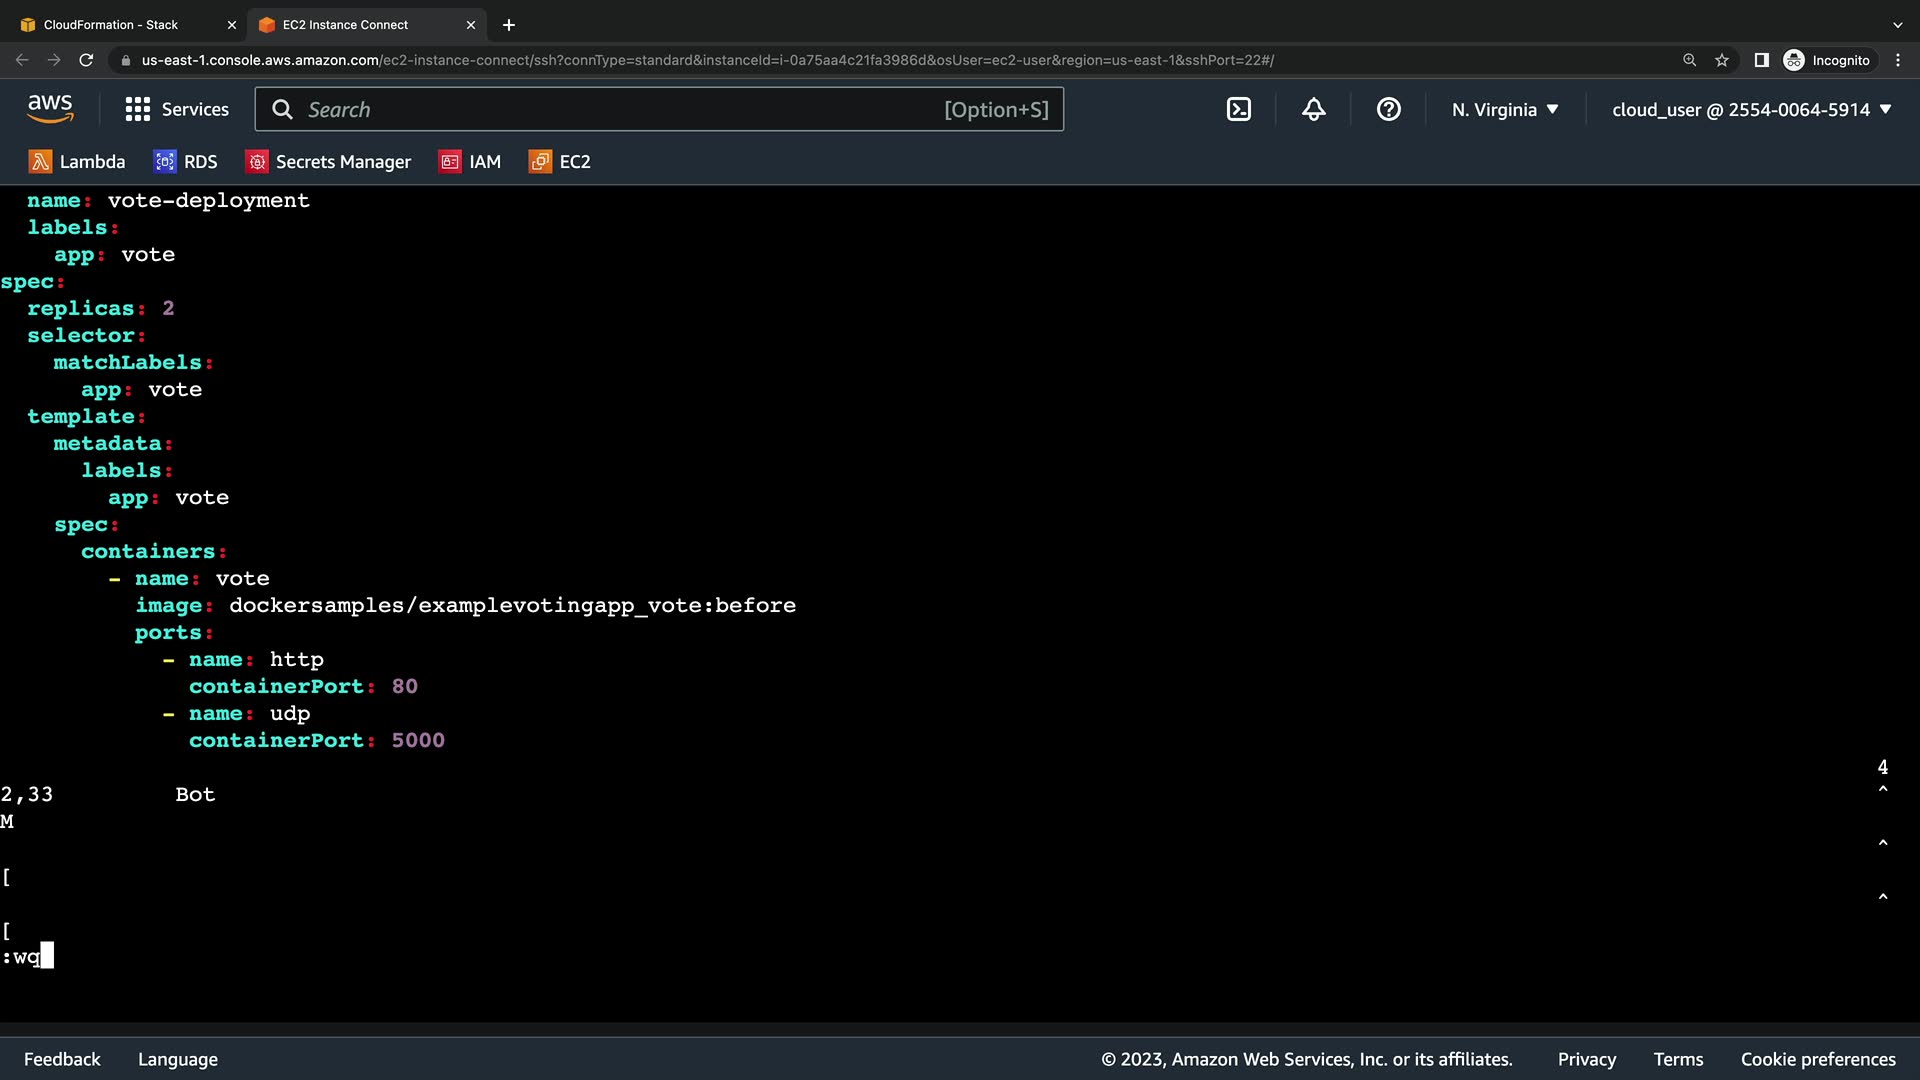 CloudFormation - Stack
EC2 Instance Connect
us-east-1.console.aws.amazon.com/ec2-instance-connect/ssh?connType=standard&instanceId=i-0a75aa4c21fa3986d&osUser=ec2-user&region=us-east-1&sshPort=22#/
Incognito
aws
Services
Search
[Option+S]
N. Virginia
cloud_user @ 2554-0064-5914
Lambda
RDS
Secrets Manager
IAM
EC2
name: vote-deployment
labels:
app: vote
spec:
replicas: 2
selector:
matchLabels:
app: vote
template:
metadata:
labels:
app: vote
spec:
containers:
- name: vote
image: dockersamples/examplevotingapp_vote:before
ports:
- name: http
containerPort: 80
- name: udp
containerPort: 5000
4
2,33 Bot ^
M
^
[
^
[
:wq
Feedback
Language
© 2023, Amazon Web Services, Inc. or its affiliates.
Privacy
Terms
Cookie preferences